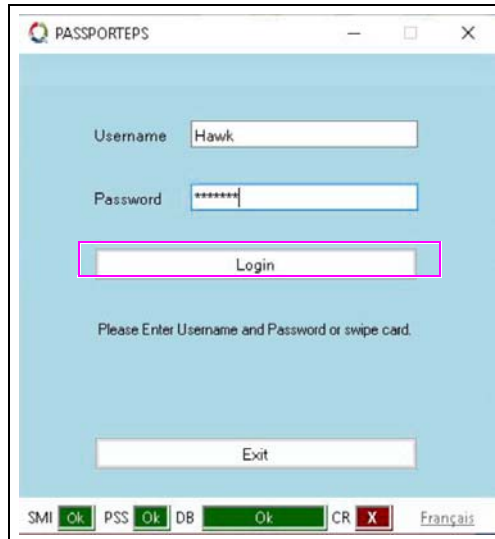 PASSPORTEPS
Username Hawk
Password *******
Login
Please Enter Username and Password or swipe card.
Exit
SMI Ok PSS Ok DB Ok CR X Français